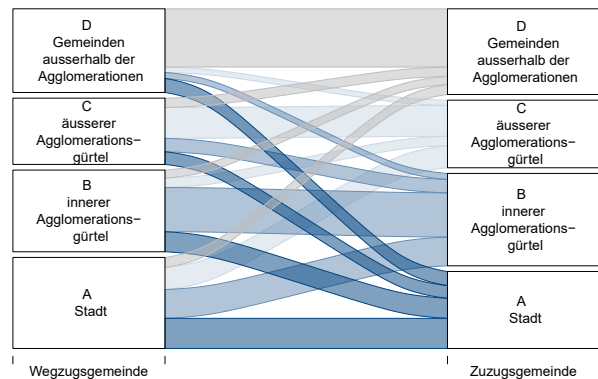 D
Gemeinden
ausserhalb der
Agglomerationen
C
äusserer
Agglomerations−
gürtel
B
innerer
Agglomerations−
gürtel
A
Stadt
D
Gemeinden
ausserhalb der
Agglomerationen
C
äusserer
Agglomerations−
gürtel
B
innerer
Agglomerations−
gürtel
A
Stadt
Wegzugsgemeinde
Zuzugsgemeinde